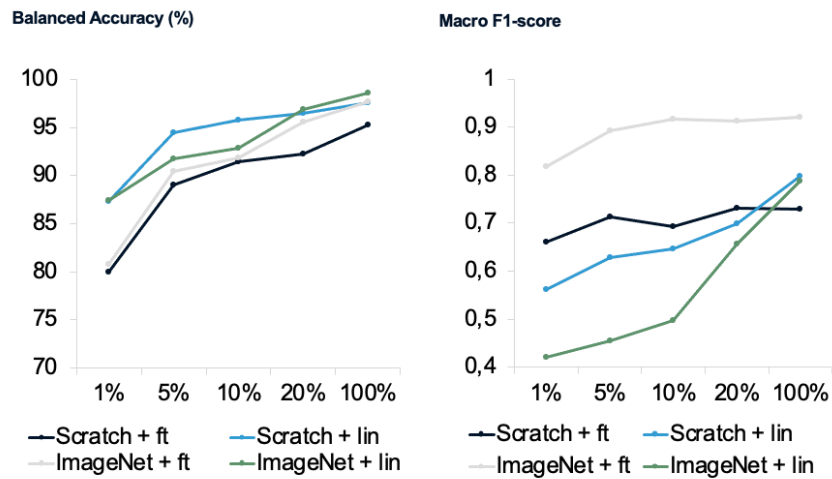 Balanced Accuracy (%)
100
95
90
85
80
75
70
1% 5% 10% 20% 100%
Scratch + ft Scratch + lin
ImageNet + ft ImageNet + lin
Macro F1-score
1
0,9
0,8
0,7
0,6
0,5
0,4
1% 5% 10% 20% 100%
Scratch + ft Scratch + lin
ImageNet + ft ImageNet + lin